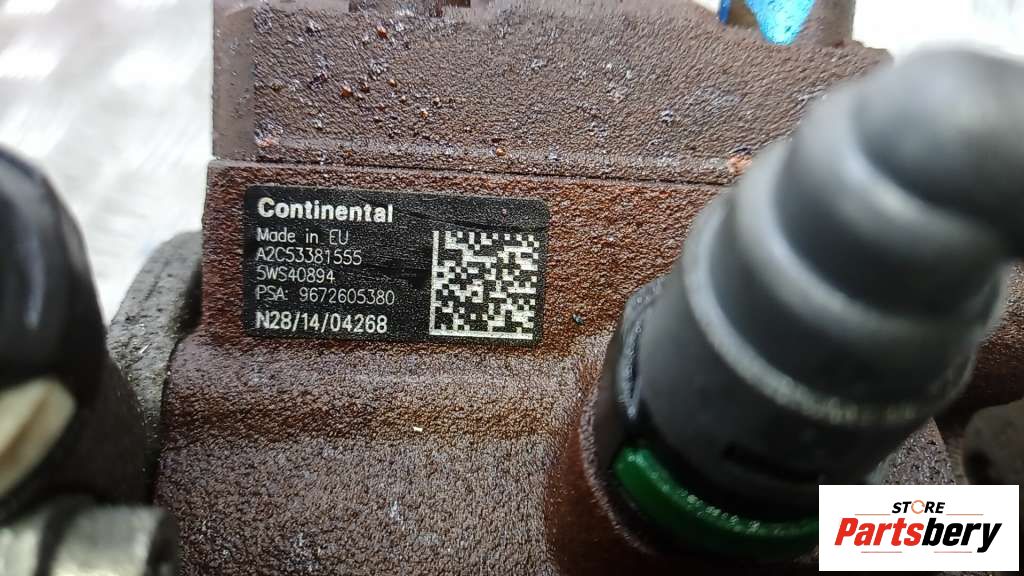 Continental
Made in EU
A2C53381555
5WS40894
PSA: 9672605380
N28/14/04268
STORE
Partsbery